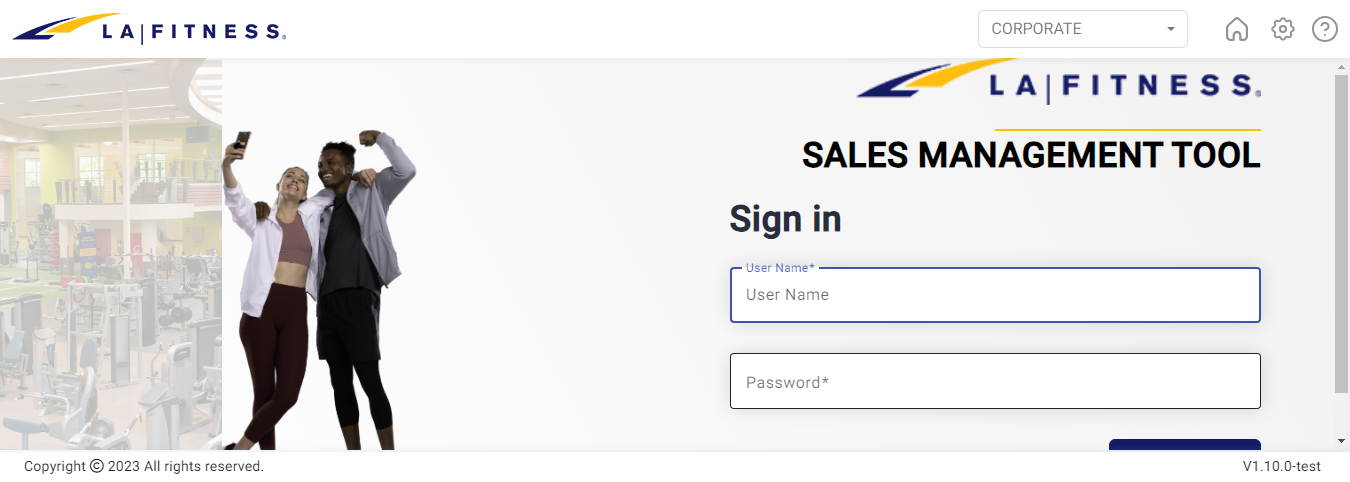 LA|FITNESS®
CORPORATE
LA|FITNESS®
SALES MANAGEMENT TOOL
Sign in
User Name*
User Name
Password*
Copyright © 2023 All rights reserved.
V1.10.0-test